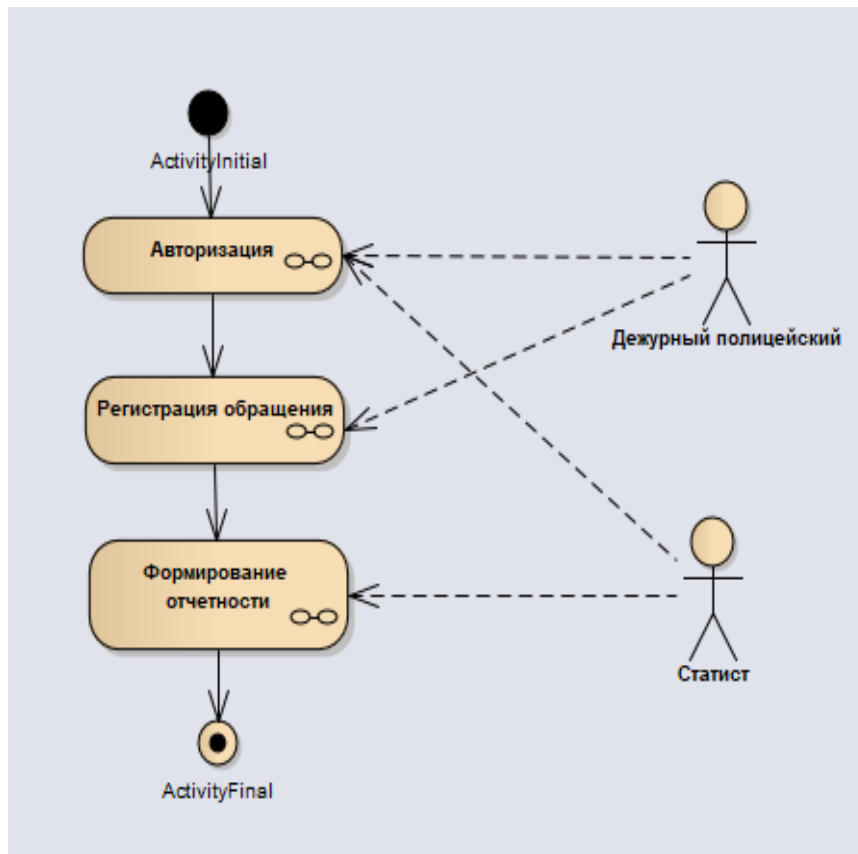 ActivityInitial
Авторизация
Дежурный полицейский
Регистрация обращения
Формирование
отчетности
Статист
ActivityFinal